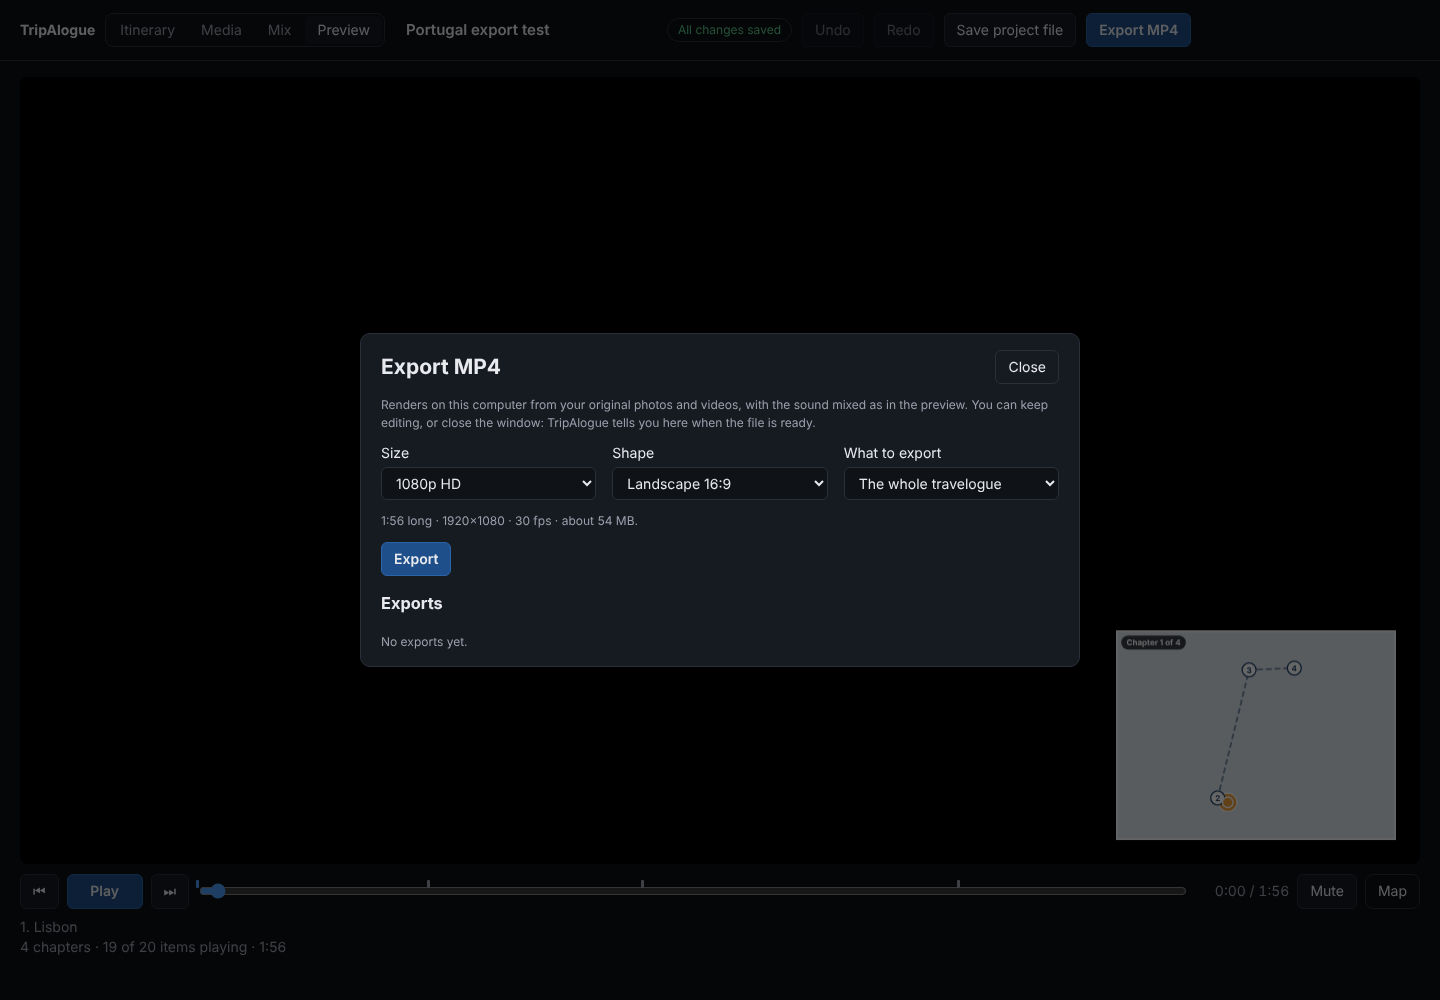 TripAlogue Itinerary Media Mix Preview Portugal export test All changes saved Undo Redo Save project file Export MP4
Export MP4
Close
Renders on this computer from your original photos and videos, with the sound mixed as in the preview. You can keep
editing, or close the window: TripAlogue tells you here when the file is ready.
Size Shape What to export
1080p HD Landscape 16:9 The whole travelogue
1:56 long · 1920×1080 · 30 fps · about 54 MB.
Export
Exports
No exports yet.
Chapter 1 of 4
3 4
2
Play 0:00 / 1:56 Mute Map
1. Lisbon
4 chapters · 19 of 20 items playing · 1:56